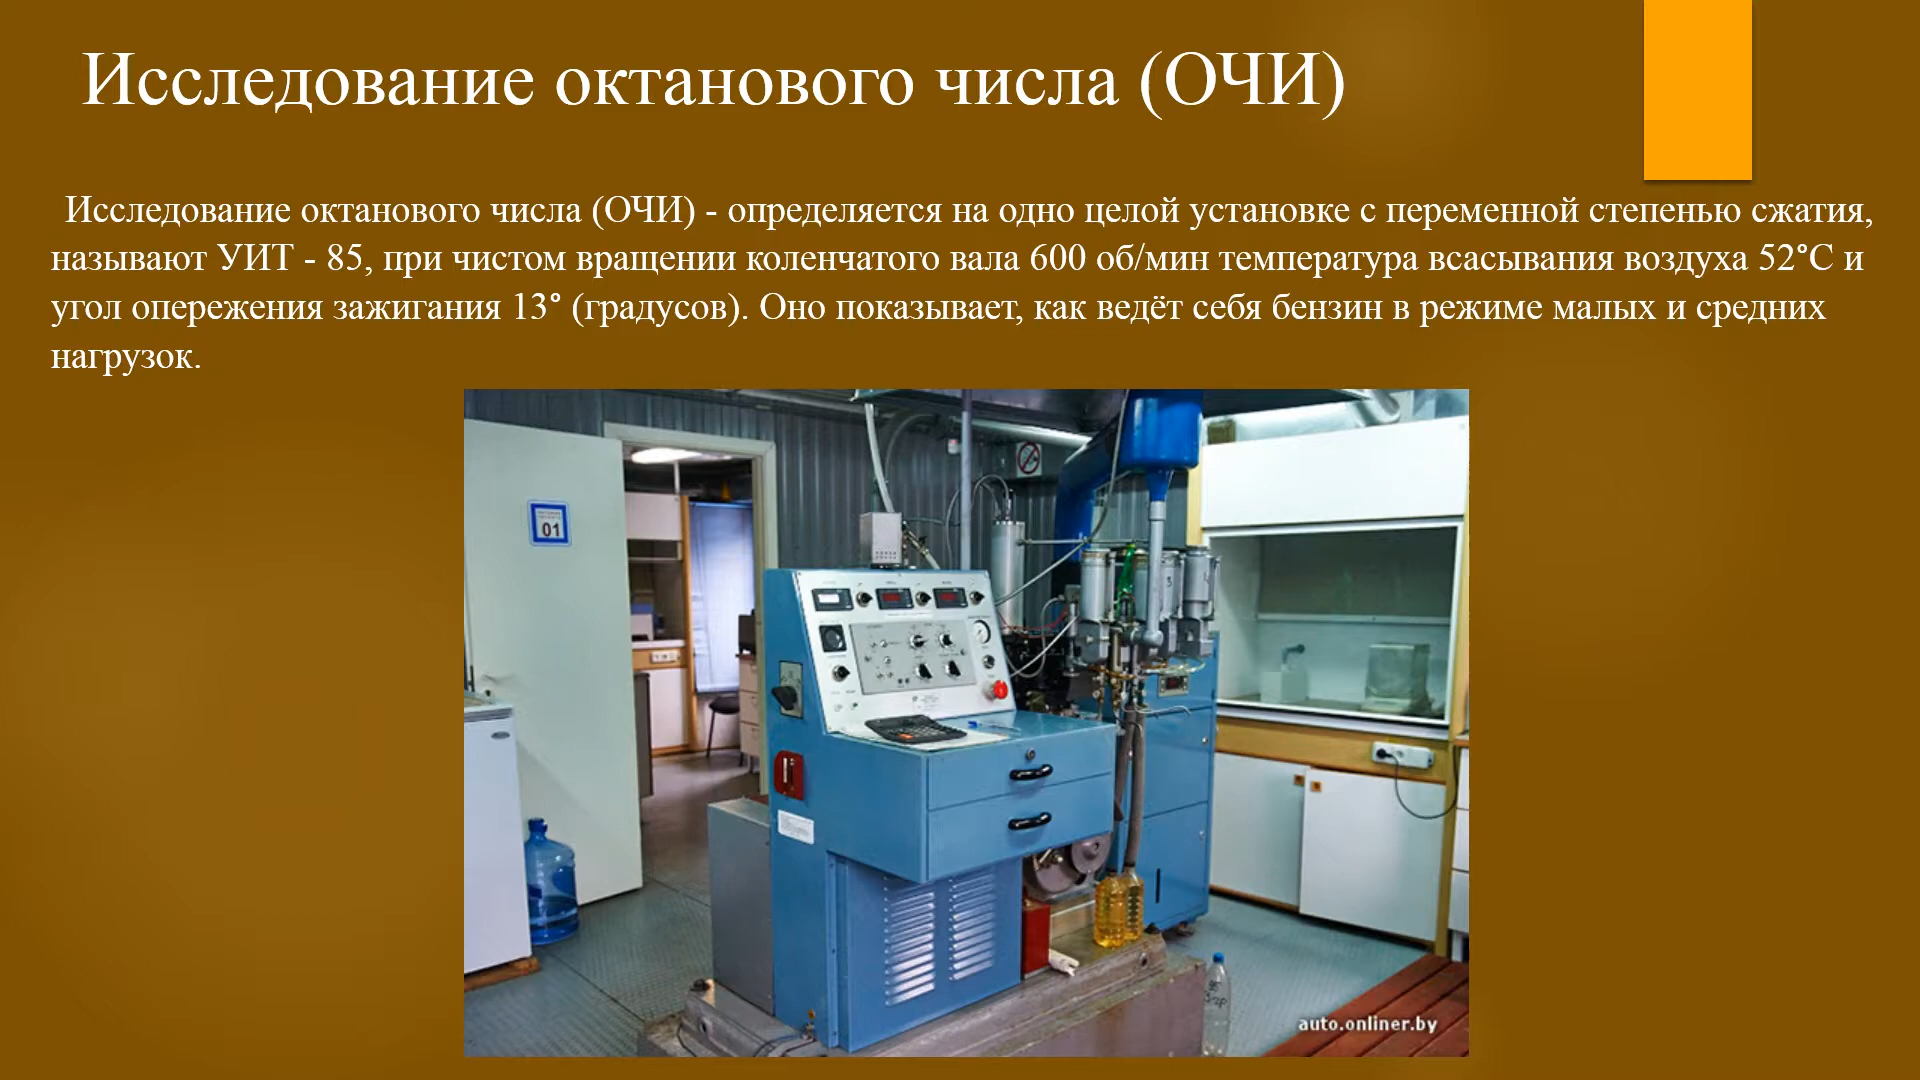 Исследование октанового числа (ОЧИ)
Исследование октанового числа (ОЧИ) - определяется на одно целой установке с переменной степенью сжатия,
называют УИТ - 85, при чистом вращении коленчатого вала 600 об/мин температура всасывания воздуха 52°С и
угол опережения зажигания 13° (градусов). Оно показывает, как ведёт себя бензин в режиме малых и средних
нагрузок.
01
3
auto.onliner.by